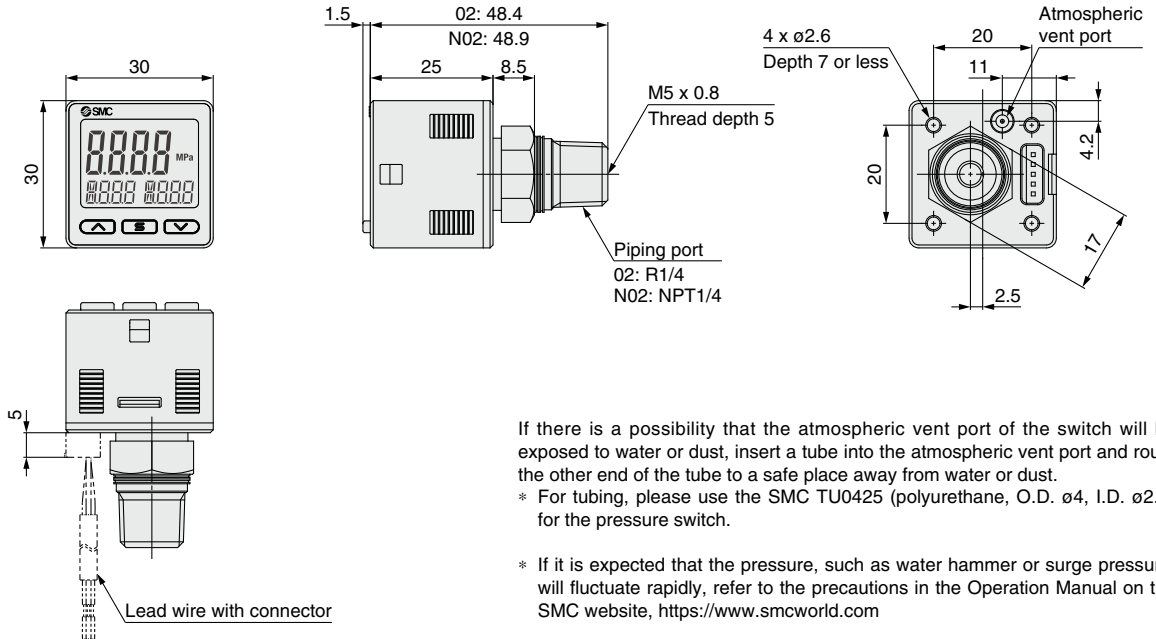 30
30
SMC
8.8.8.8 MPa
1.5
02: 48.4
N02: 48.9
25
8.5
M5 x 0.8
Thread depth 5
Piping port
02: R1/4
N02: NPT1/4
4 x ø2.6
Depth 7 or less
20
Atmospheric
vent port
11
4.2
20
17
2.5
S
5
Lead wire with connector
If there is a possibility that the atmospheric vent port of the switch will
exposed to water or dust, insert a tube into the atmospheric vent port and rou
the other end of the tube to a safe place away from water or dust.
* For tubing, please use the SMC TU0425 (polyurethane, O.D. ø4, I.D. ø2.
for the pressure switch.
* If it is expected that the pressure, such as water hammer or surge pressur
will fluctuate rapidly, refer to the precautions in the Operation Manual on t
SMC website, https://www.smcworld.com